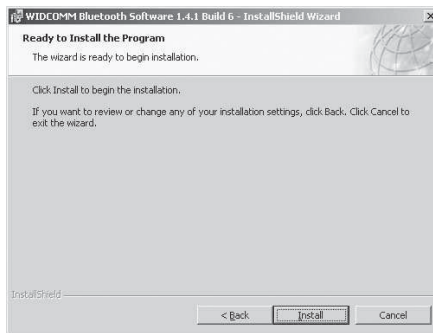 WIDCOMM Bluetooth Software 1.4.1 Build 6 - InstallShield Wizard
Ready to Install the Program
The wizard is ready to begin installation.
Click Install to begin the installation.
If you want to review or change any of your installation settings, click Back. Click Cancel to
exit the wizard.
InstallShield
< Back
Install
Cancel